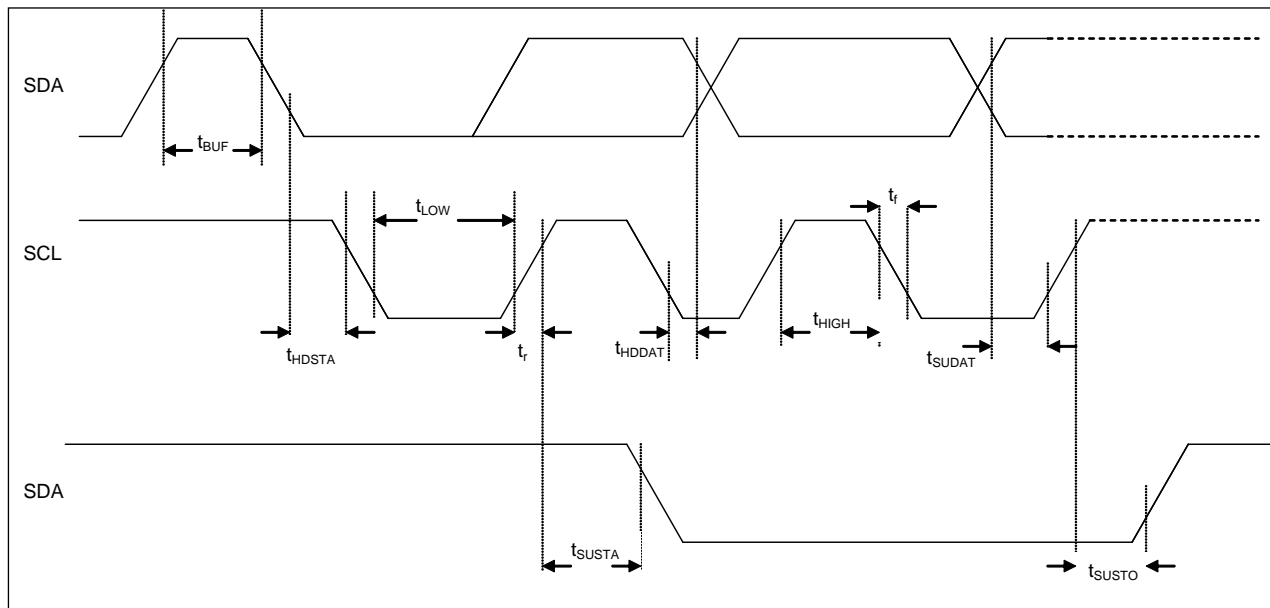 SDA
tBUF
tLOW
tf
SCL
tHDSTA
tr
tHDDAT
tHIGH
tSUDAT
SDA
tSUSTA
tSUSTO